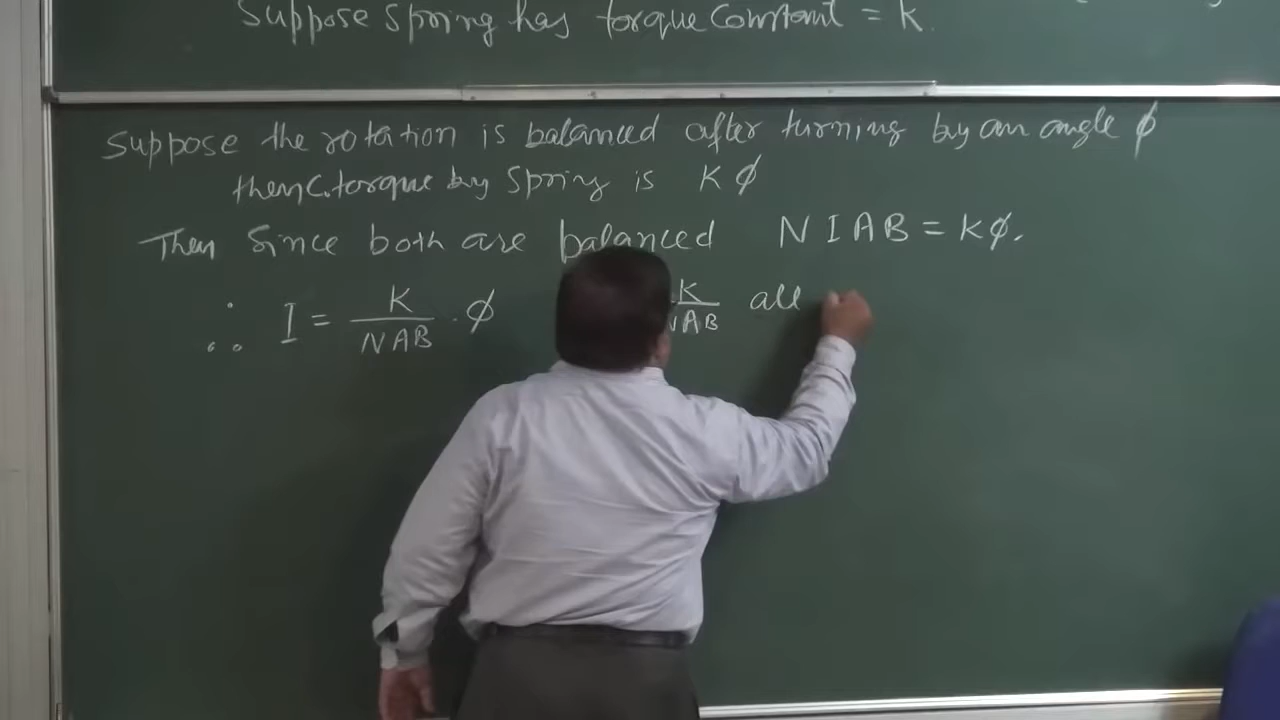 Suppose spring has torque constant = k.
Suppose the rotation is balanced after turning by an angle φ
then C. torque by spring is Kφ
Then since both are balanced NIAB = Kφ.
∴ I = K/NAB · φ K/NAB all